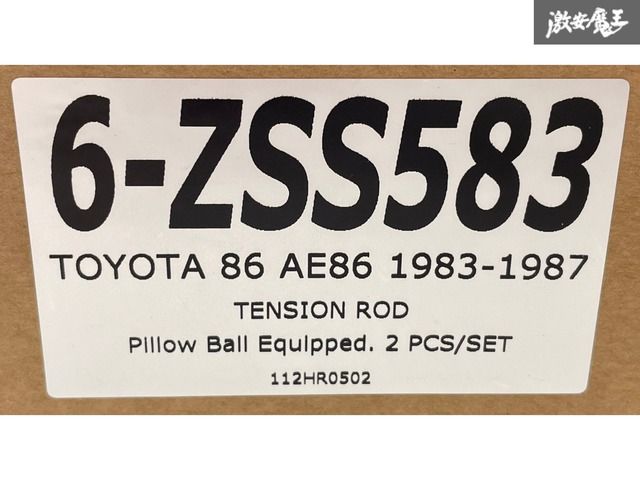 激安魔王
6-ZSS583
TOYOTA 86 AE86 1983-1987
TENSION ROD
Pillow Ball Equipped. 2 PCS/SET
112HR0502